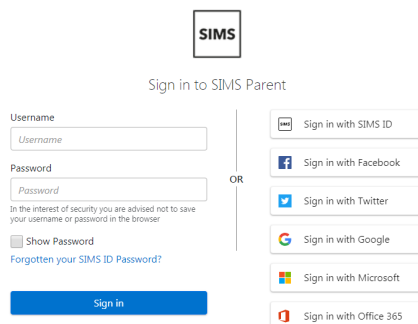 SIMS
Sign in to SIMS Parent
Username
Username
Password
Password
In the interest of security you are advised not to save
your username or password in the browser
Show Password
Forgotten your SIMS ID Password?
Sign in
OR
SIMS
Sign in with SIMS ID
Sign in with Facebook
Sign in with Twitter
Sign in with Google
Sign in with Microsoft
Sign in with Office 365